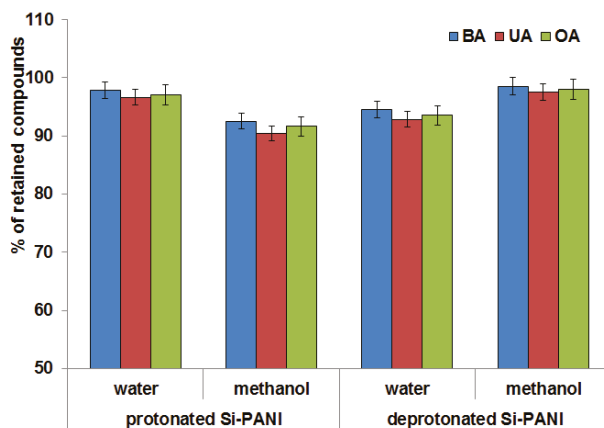 110
BA UA OA
100
90
80
70
60
50
% of retained compounds
water methanol water methanol
protonated Si-PANI deprotonated Si-PANI